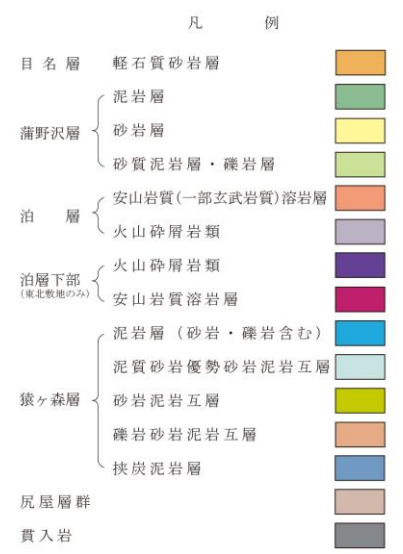 凡 例
目名層 軽石質砂岩層
泥岩層
蒲野沢層 砂岩層
砂質泥岩層・礫岩層
安山岩質(一部玄武岩質)溶岩層
泊層
火山砕屑岩類
火山砕屑岩類
泊層下部
(東北敷地のみ)
安山岩質溶岩層
泥岩層(砂岩・礫岩含む)
泥質砂岩優勢砂岩泥岩互層
猿ヶ森層 砂岩泥岩互層
礫岩砂岩泥岩互層
挟炭泥岩層
尻屋層群
貫入岩